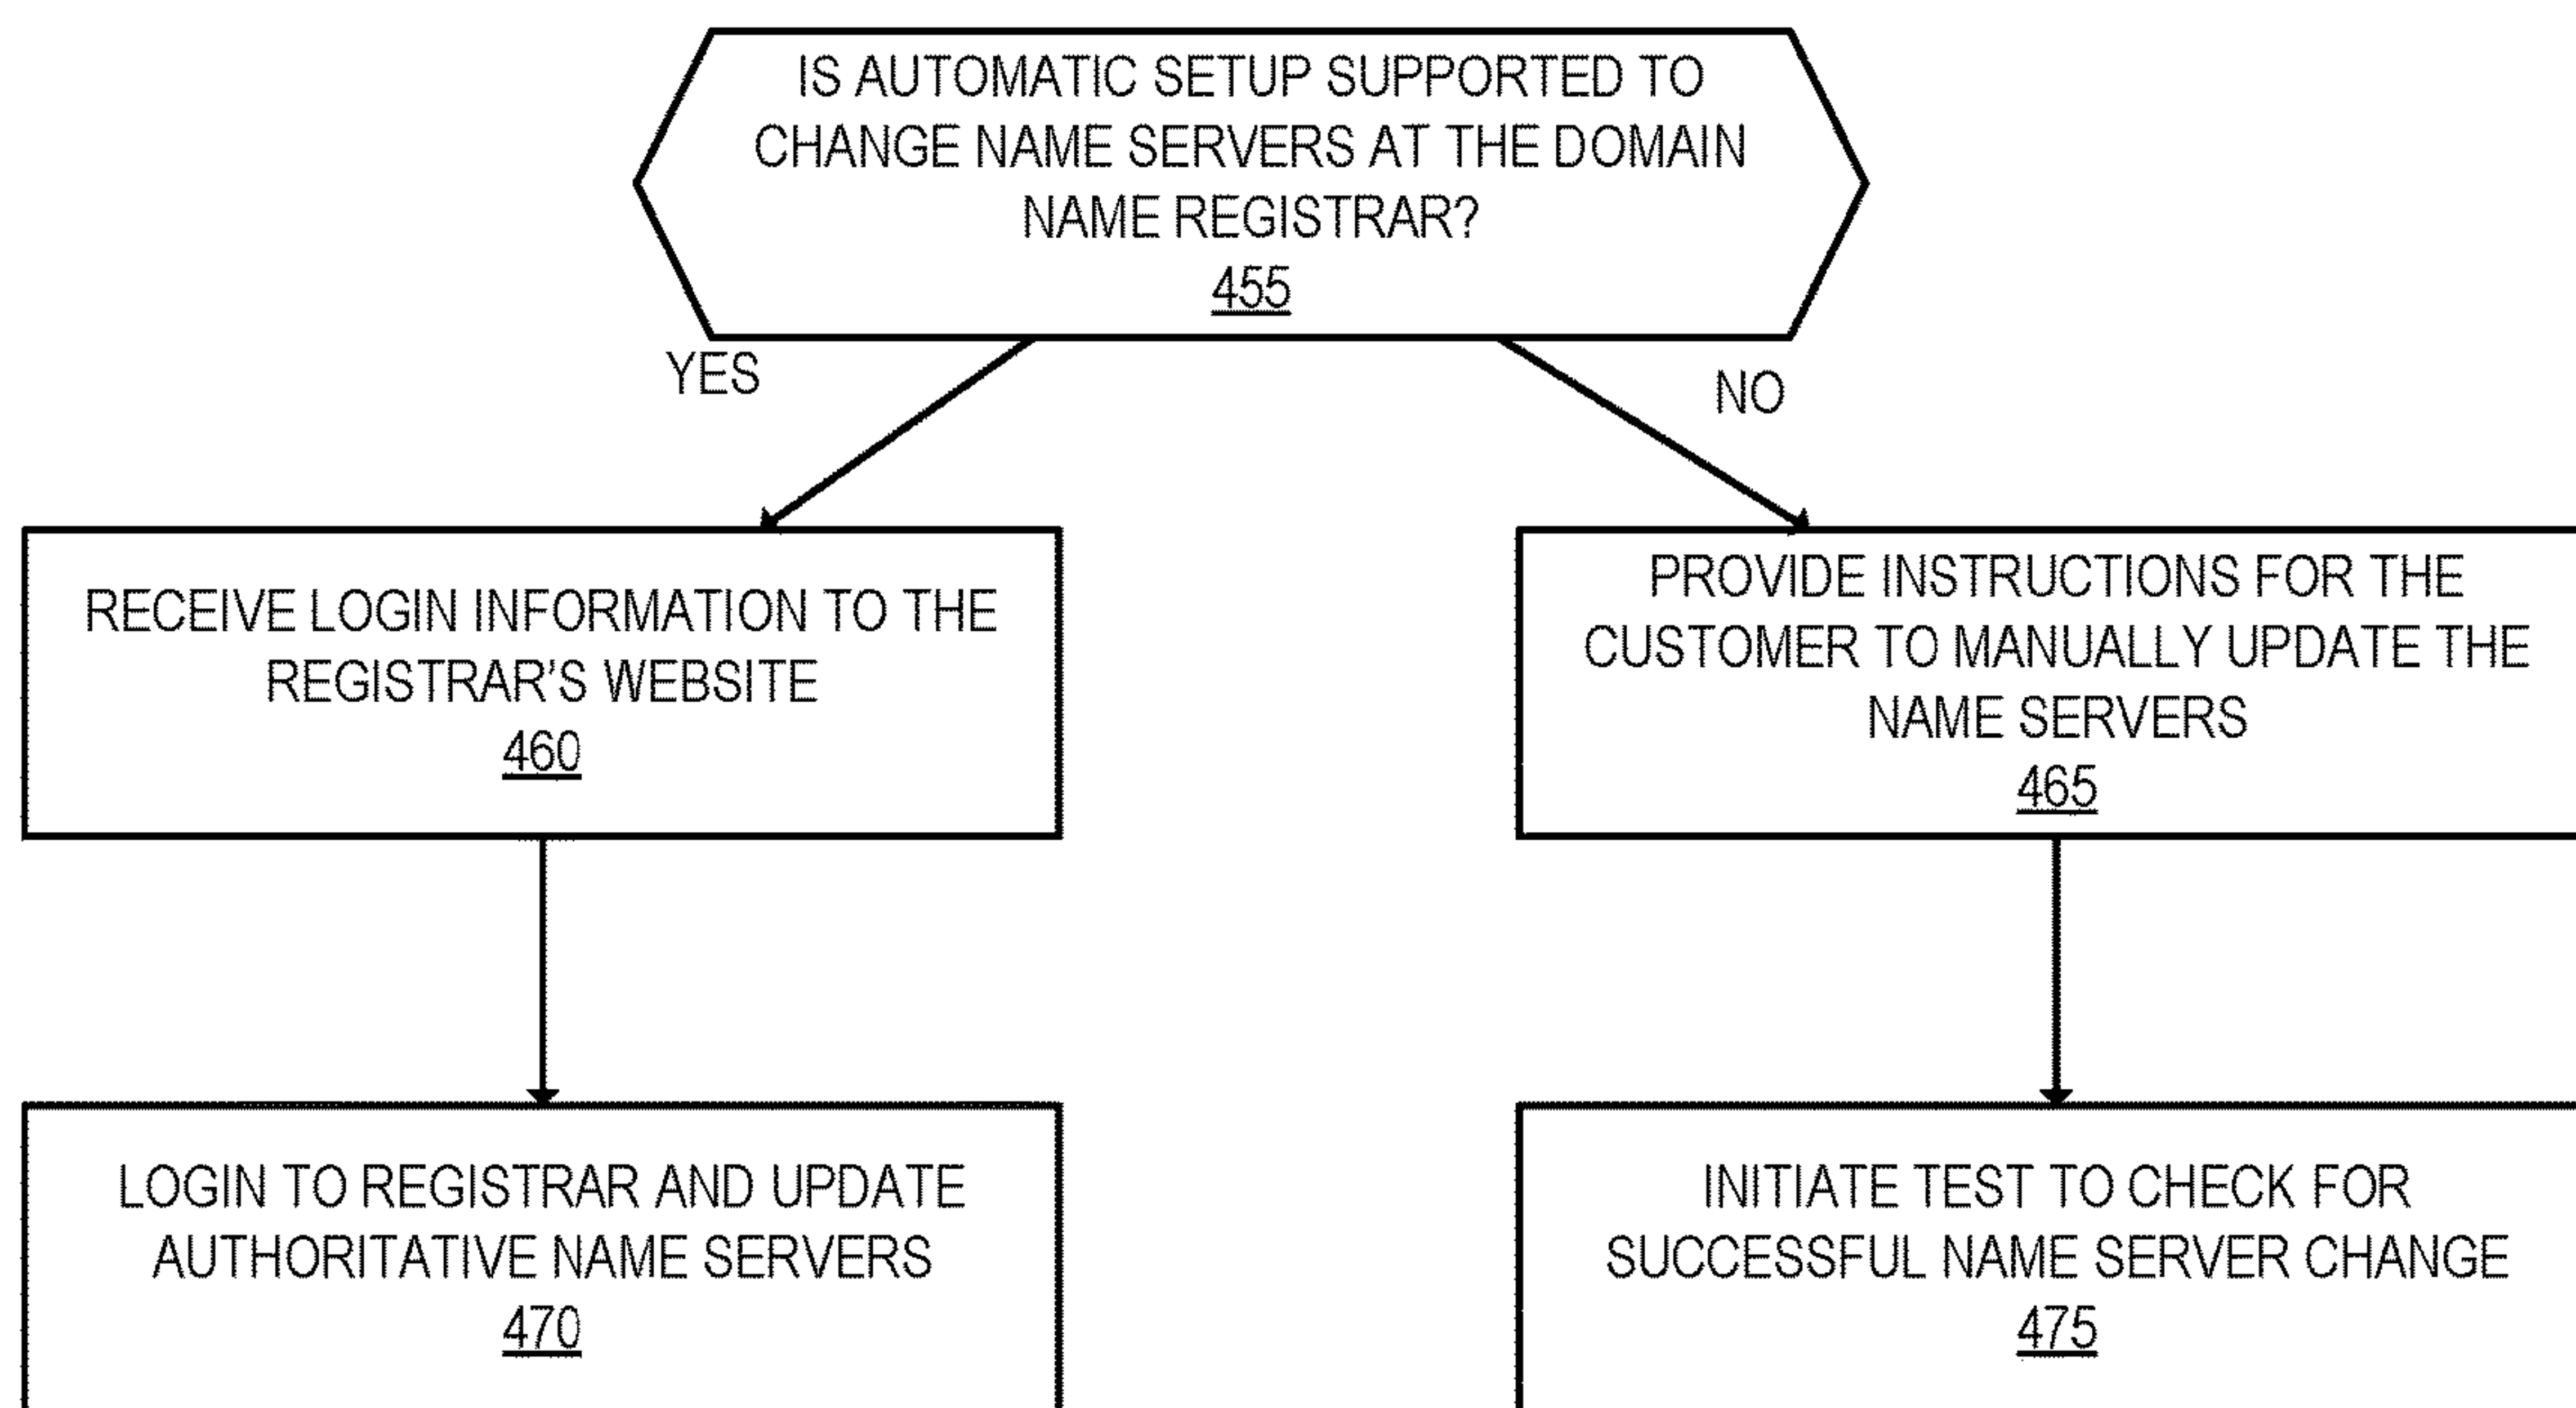 IS AUTOMATIC SETUP SUPPORTED TO
CHANGE NAME SERVERS AT THE DOMAIN
NAME REGISTRAR?
455
YES
NO
RECEIVE LOGIN INFORMATION TO THE
REGISTRAR'S WEBSITE
460
PROVIDE INSTRUCTIONS FOR THE
CUSTOMER TO MANUALLY UPDATE THE
NAME SERVERS
465
LOGIN TO REGISTRAR AND UPDATE
AUTHORITATIVE NAME SERVERS
470
INITIATE TEST TO CHECK FOR
SUCCESSFUL NAME SERVER CHANGE
475